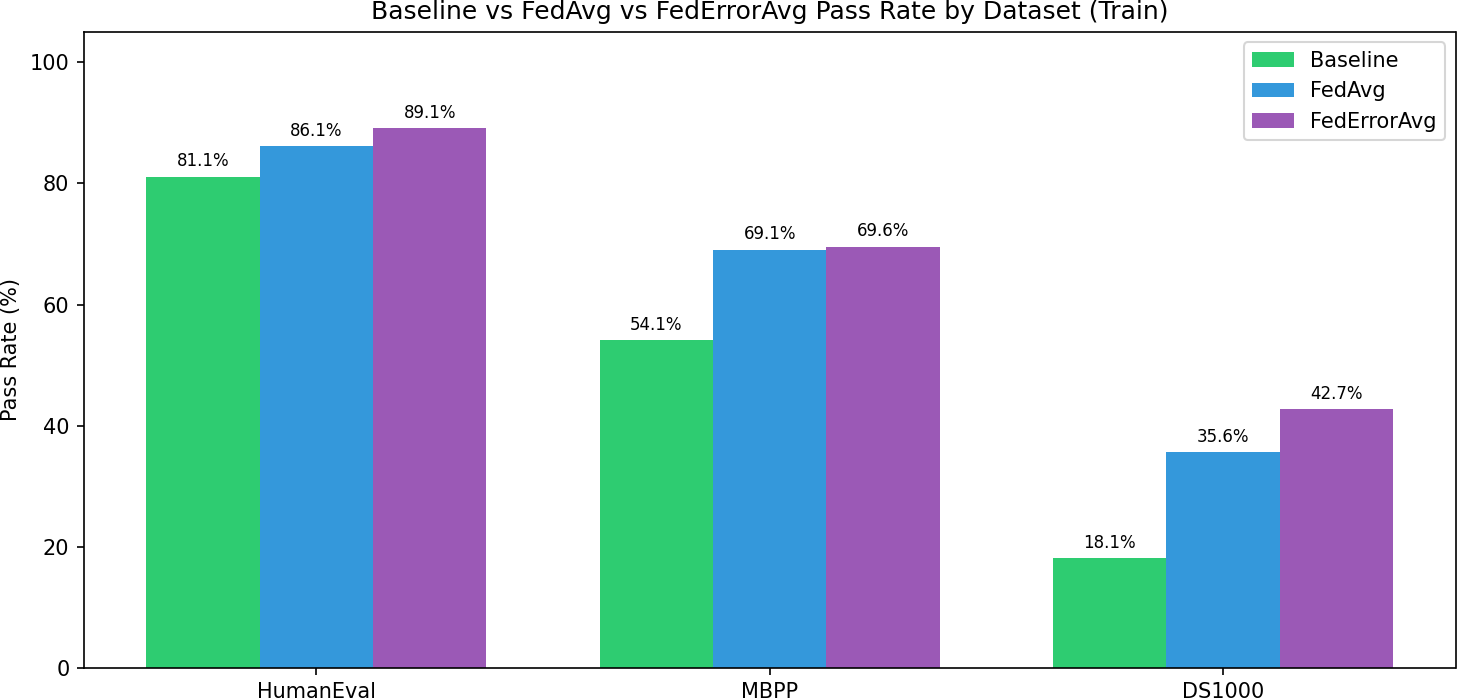 Baseline vs FedAvg vs FedErrorAvg Pass Rate by Dataset (Train)
Baseline
FedAvg
FedErrorAvg
Pass Rate (%)
100
80
60
40
20
0
81.1%
86.1%
89.1%
54.1%
69.1%
69.6%
18.1%
35.6%
42.7%
HumanEval
MBPP
DS1000